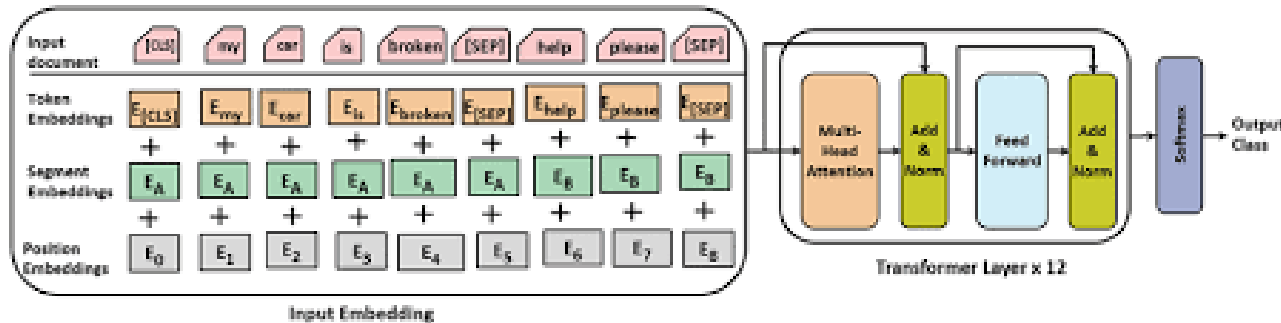 Input document
[CLS] my car is broken [SEP] help please [SEP]
Token Embeddings
E[CLS] Emy Ecar Eis Ebroken E[SEP] Ehelp Eplease E[SEP]
+ + + + + + + + +
Segment Embeddings
EA EA EA EA EA EA EB EB EB
+ + + + + + + + +
Position Embeddings
E0 E1 E2 E3 E4 E5 E6 E7 E8
Input Embedding
Multi-
Head
Attention
Add
&
Norm
Feed
Forward
Add
&
Norm
Transformer Layer x 12
Softmax
Output
Class